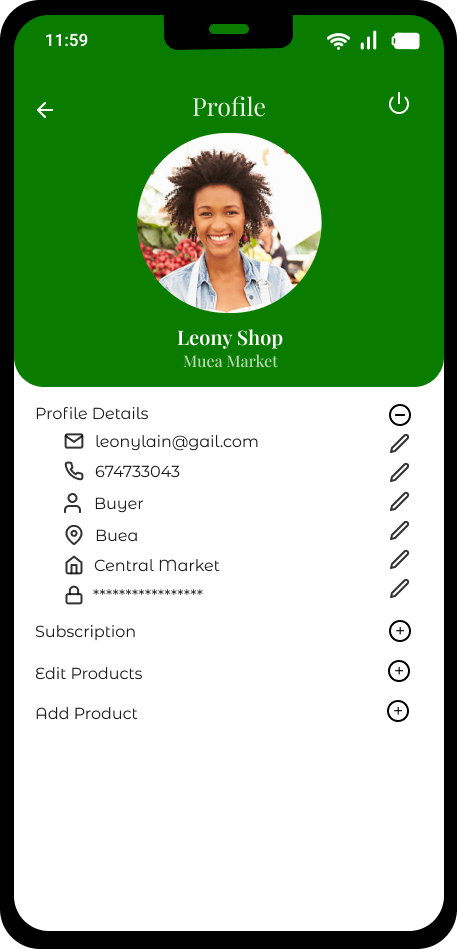 11:59
Profile
Leony Shop
Muea Market
Profile Details
leonylain@gail.com
674733043
Buyer
Buea
Central Market
*****************
Subscription
Edit Products
Add Product